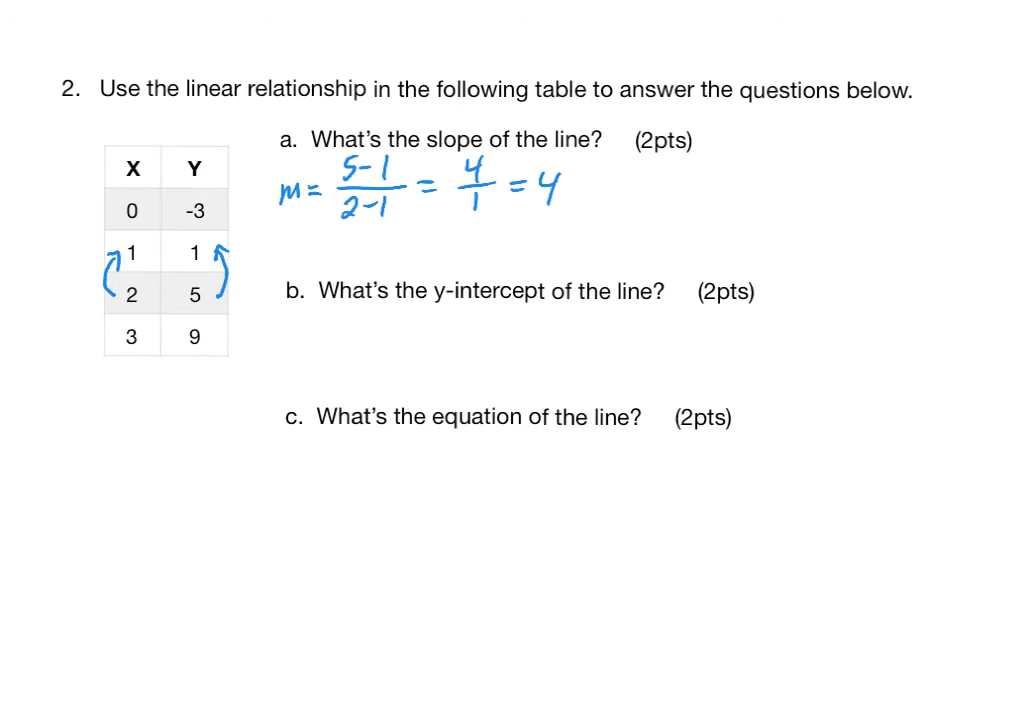 2. Use the linear relationship in the following table to answer the questions below.
a. What's the slope of the line? (2pts)
X Y
0 -3
1 1
2 5
3 9
m = 5-1/2-1 = 4/1 = 4
b. What's the y-intercept of the line? (2pts)
c. What's the equation of the line? (2pts)